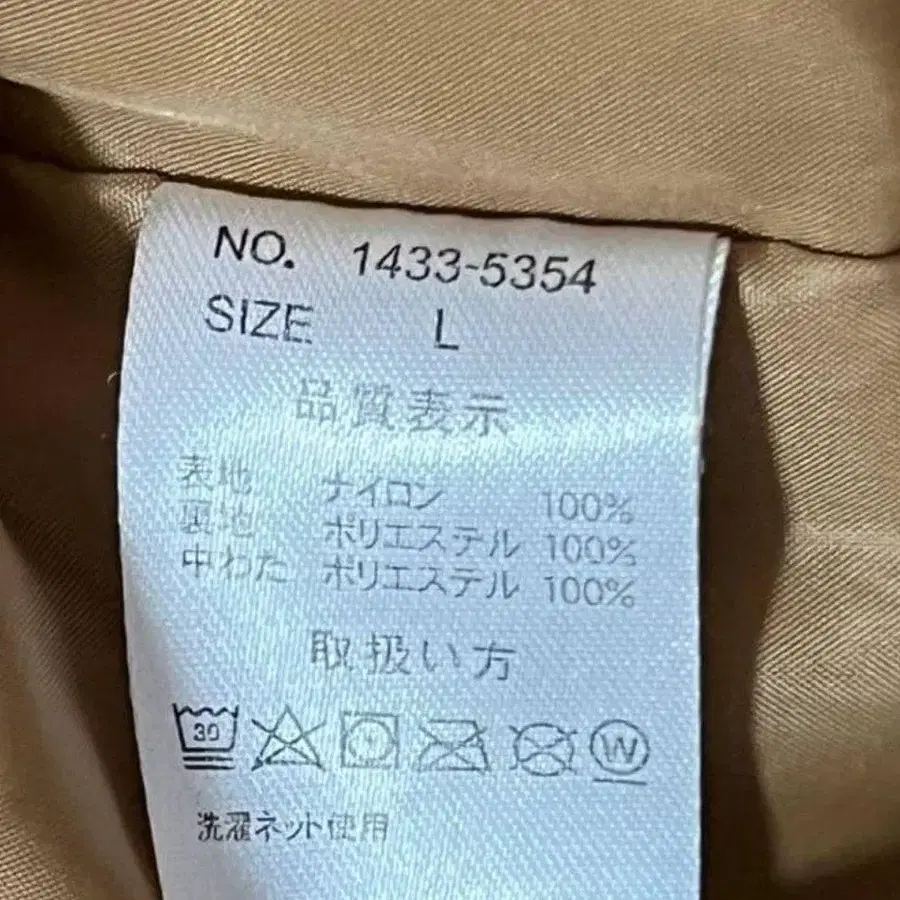 NO. 1433-5354
SIZE L
品質表示
表地 ナイロン 100%
裏地 ポリエステル 100%
中わた ポリエステル 100%
取扱い方
30 W
洗濯ネット使用